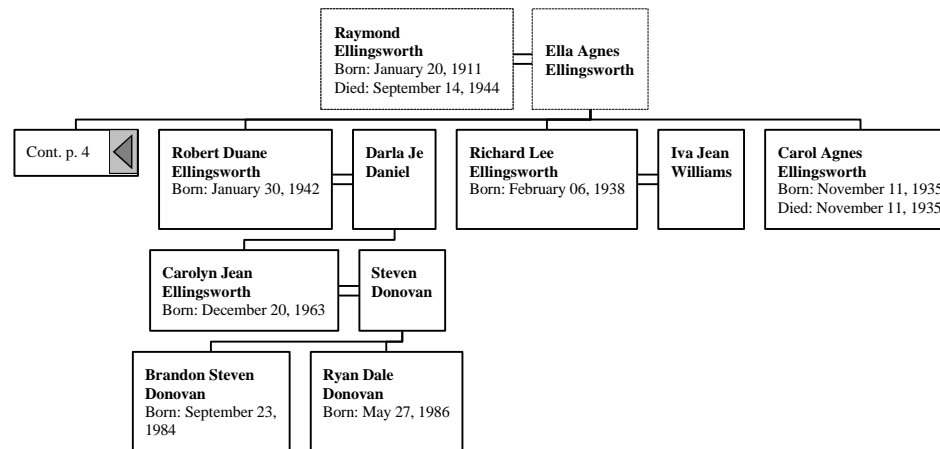 Raymond
Ellingsworth
Born: January 20, 1911
Died: September 14, 1944
Ella Agnes
Ellingsworth
Cont. p. 4
Robert Duane
Ellingsworth
Born: January 30, 1942
Darla Je
Daniel
Richard Lee
Ellingsworth
Born: February 06, 1938
Iva Jean
Williams
Carol Agnes
Ellingsworth
Born: November 11, 1935
Died: November 11, 1935
Carolyn Jean
Ellingsworth
Born: December 20, 1963
Steven
Donovan
Brandon Steven
Donovan
Born: September 23,
1984
Ryan Dale
Donovan
Born: May 27, 1986